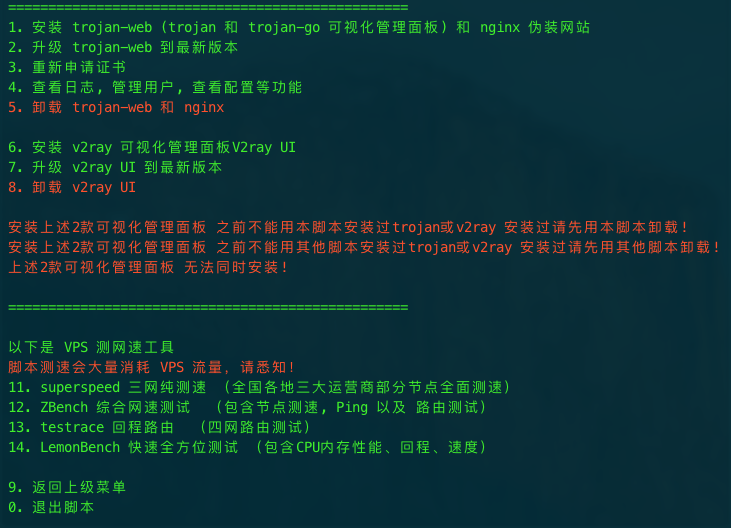 ==================================================
1. 安装 trojan-web (trojan 和 trojan-go 可视化管理面板) 和 nginx 伪装网站
2. 升级 trojan-web 到最新版本
3. 重新申请证书
4. 查看日志, 管理用户, 查看配置等功能
5. 卸载 trojan-web 和 nginx
6. 安装 v2ray 可视化管理面板V2ray UI
7. 升级 v2ray UI 到最新版本
8. 卸载 v2ray UI
安装上述2款可视化管理面板 之前不能用本脚本安装过trojan或v2ray 安装过请先用本脚本卸载!
安装上述2款可视化管理面板 之前不能用其他脚本安装过trojan或v2ray 安装过请先用其他脚本卸载!
上述2款可视化管理面板 无法同时安装!
==================================================
以下是 VPS 测网速工具
脚本测速会大量消耗 VPS 流量，请悉知!
11. superspeed 三网纯测速 （全国各地三大运营商部分节点全面测速）
12. ZBench 综合网速测试  （包含节点测速, Ping 以及 路由测试）
13. testrace 回程路由  （四网路由测试）
14. LemonBench 快速全方位测试 （包含CPU内存性能、回程、速度）
9. 返回上级菜单
0. 退出脚本